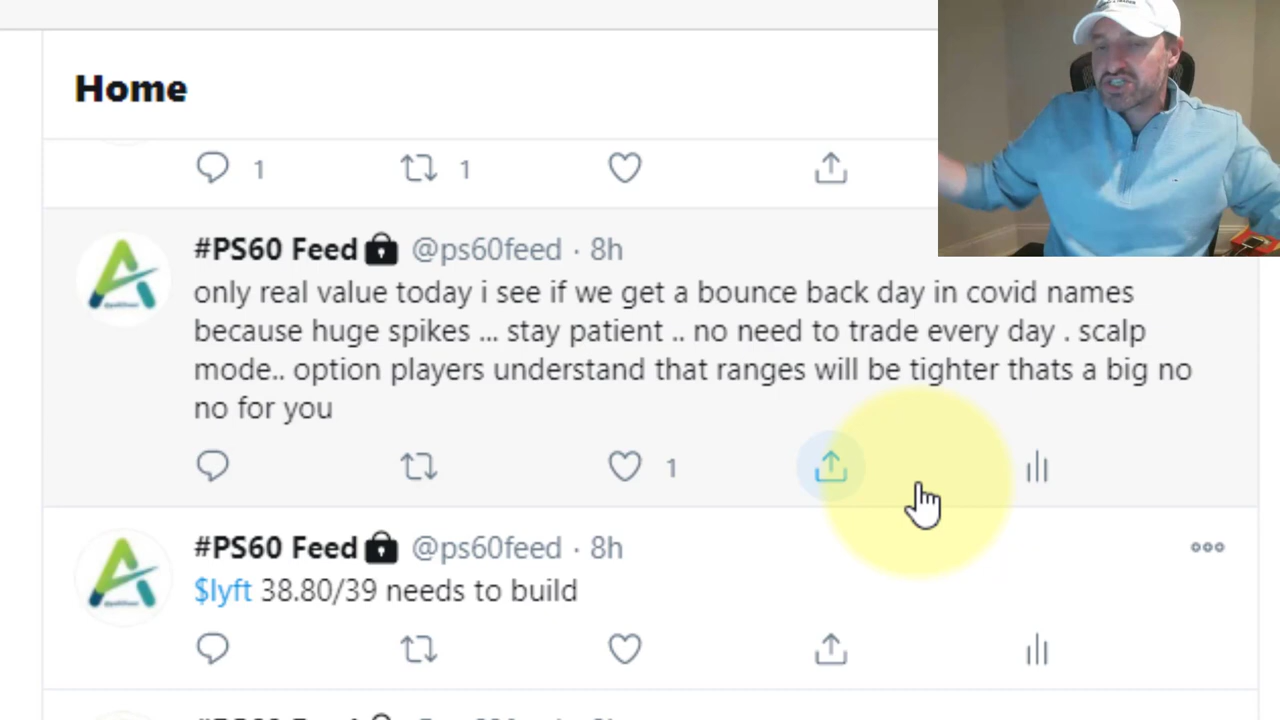 Home
1 1
#PS60 Feed @ps60feed · 8h
only real value today i see if we get a bounce back day in covid names
because huge spikes ... stay patient .. no need to trade every day . scalp
mode.. option players understand that ranges will be tighter thats a big no
no for you
1
#PS60 Feed @ps60feed · 8h
$lyft 38.80/39 needs to build